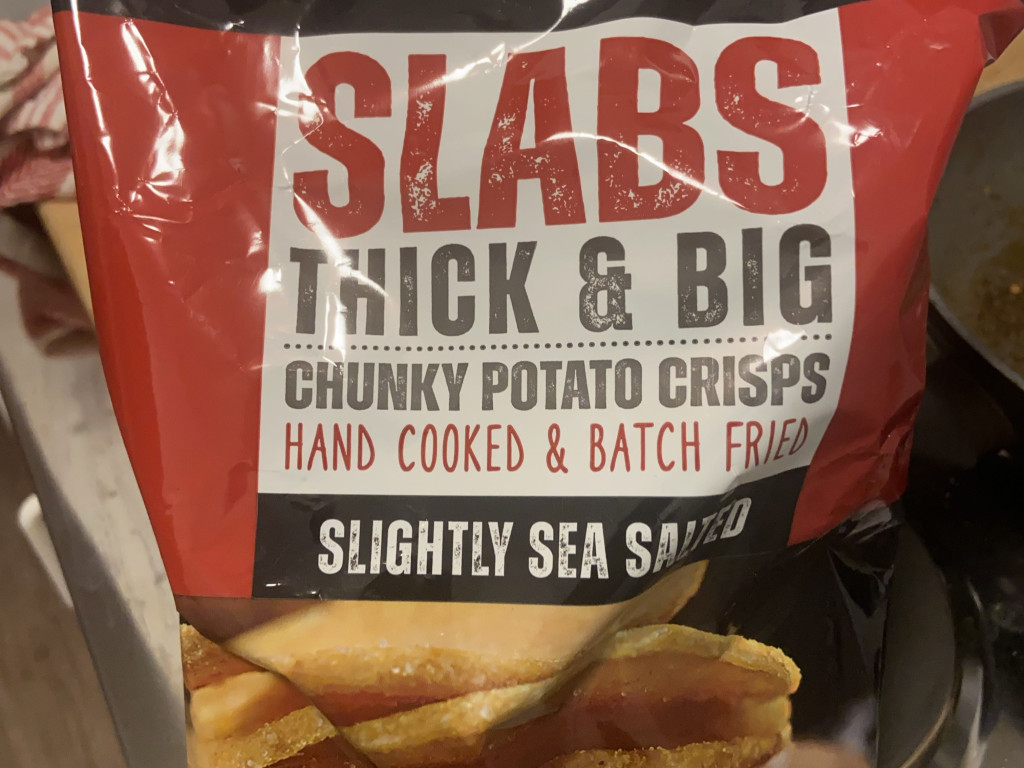 SLABS
THICK & BIG
CHUNKY POTATO CRISPS
HAND COOKED & BATCH FRIED
SLIGHTLY SEA SALTED